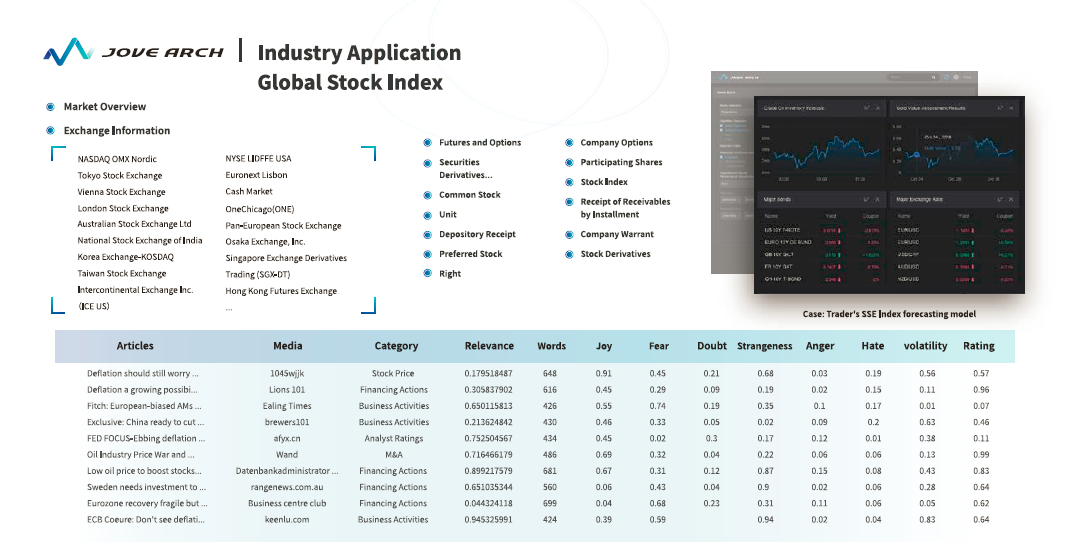 JOVE ARCH
Industry Application
Global Stock Index
Market Overview
Exchange Information
NASDAQ OMX Nordic
Tokyo Stock Exchange
Vienna Stock Exchange
London Stock Exchange
Australian Stock Exchange Ltd
National Stock Exchange of India
Korea Exchange-KOSDAQ
Taiwan Stock Exchange
Intercontinental Exchange Inc.
(ICE US)
NYSE LIDFFE USA
Euronext Lisbon
Cash Market
OneChicago(ONE)
Pan-European Stock Exchange
Osaka Exchange, Inc.
Singapore Exchange Derivatives
Trading (SGX-DT)
Hong Kong Futures Exchange
...
Futures and Options
Securities
Derivatives...
Common Stock
Unit
Depository Receipt
Preferred Stock
Right
Company Options
Participating Shares
Stock Index
Receipt of Receivables
by Installment
Company Warrant
Stock Derivatives
Crude Oil Inventory Forecast
Gold Value Assessment Results
Major Bonds
Name Yield Coupon
Major Exchange Rate
Name Yield Coupon
Case: Trader's SSE Index forecasting model
Articles Media Category Relevance Words Joy Fear Doubt Strangeness Anger Hate volatility Rating
Deflation should still worry ... 1045wjjk Stock Price 0.179518487 648 0.91 0.45 0.21 0.68 0.03 0.19 0.56 0.57
Deflation a growing possibi... Lions 101 Financing Actions 0.305837902 616 0.45 0.29 0.09 0.19 0.02 0.15 0.11 0.96
Fitch: European-biased AMs ... Ealing Times Business Activities 0.650115813 426 0.55 0.74 0.19 0.35 0.1 0.17 0.01 0.07
Exclusive: China ready to cut ... brewers101 Business Activities 0.213624842 430 0.46 0.33 0.05 0.02 0.09 0.2 0.63 0.46
FED FOCUS-Ebbing deflation ... afyx.cn Analyst Ratings 0.752504567 434 0.45 0.02 0.3 0.17 0.12 0.01 0.38 0.11
Oil Industry Price War and ... Wand M&A 0.716466179 486 0.69 0.32 0.04 0.22 0.06 0.06 0.13 0.99
Low oil price to boost stocks... Datenbankadministrator ... Financing Actions 0.899217579 681 0.67 0.31 0.12 0.87 0.15 0.08 0.43 0.83
Sweden needs investment to ... rangenews.com.au Financing Actions 0.651035344 560 0.06 0.43 0.04 0.9 0.02 0.06 0.28 0.64
Eurozone recovery fragile but ... Business centre club Financing Actions 0.044324118 699 0.04 0.68 0.23 0.31 0.11 0.06 0.05 0.62
ECB Coeure: Don't see deflati... keenlu.com Business Activities 0.945325991 424 0.39 0.59 0.94 0.02 0.04 0.83 0.64